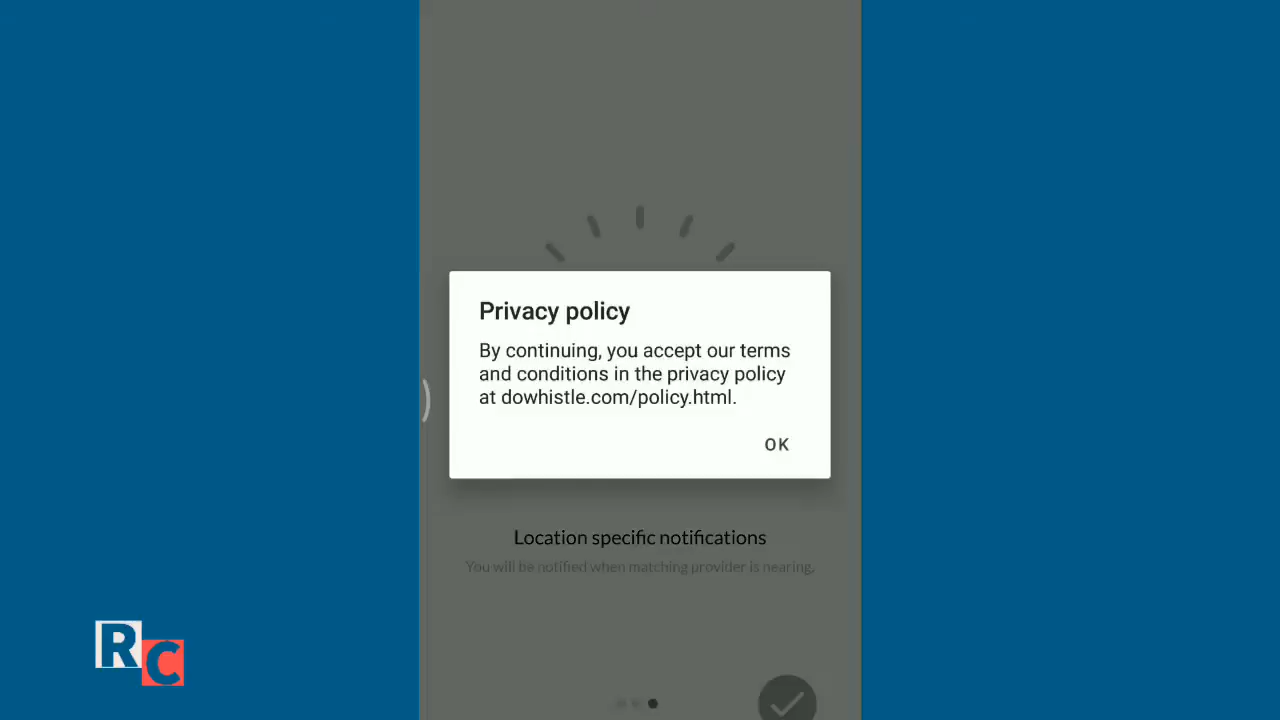 Privacy policy
By continuing, you accept our terms
and conditions in the privacy policy
at dowhistle.com/policy.html.
OK
Location specific notifications
You will be notified when matching provider is nearing.
RC